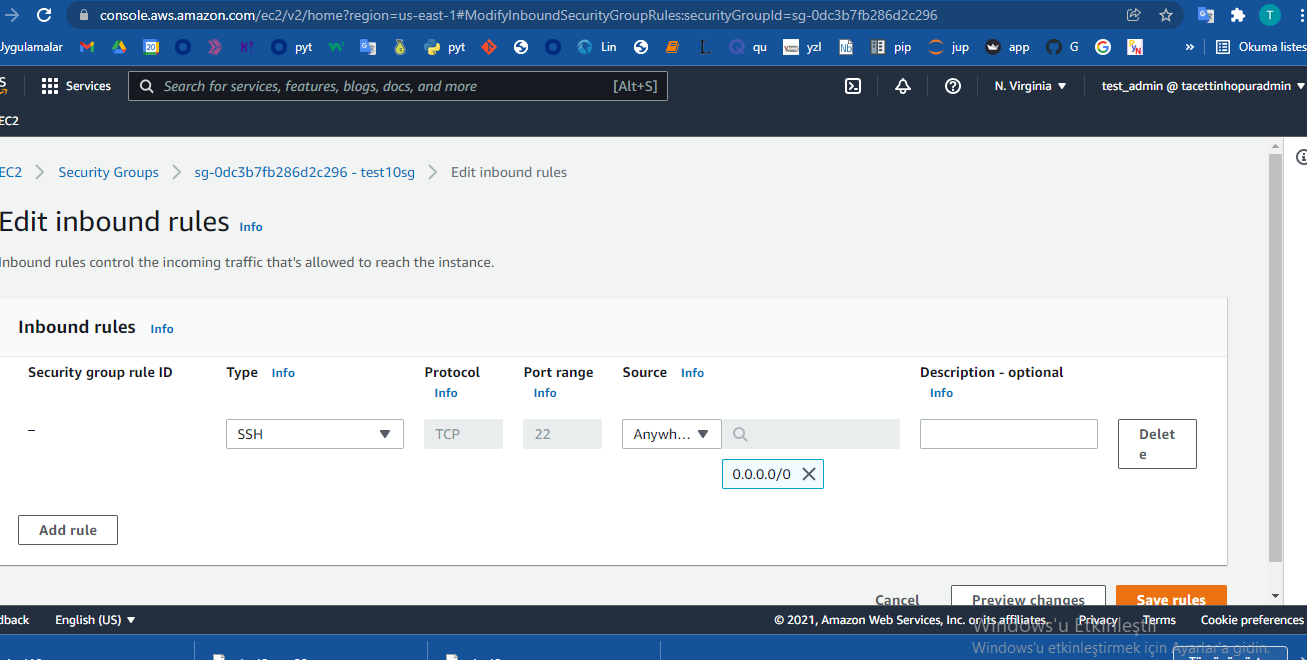 console.aws.amazon.com/ec2/v2/home?region=us-east-1#ModifyInboundSecurityGroupRules:securityGroupId=sg-0dc3b7fb286d2c296
T
Uygulamalar 20 K! pyt pyt Lin qu yzl Nb pip jup app G » Okuma listes
Services Search for services, features, blogs, docs, and more [Alt+S] N. Virginia ▼ test_admin @ tacettinhopuradmin ▼
EC2
EC2 Security Groups sg-0dc3b7fb286d2c296 - test10sg Edit inbound rules
Edit inbound rules Info
Inbound rules control the incoming traffic that's allowed to reach the instance.
Inbound rules Info
Security group rule ID Type Info Protocol Info Port range Info Source Info Description - optional Info
– SSH TCP 22 Anywh... Delet
e
0.0.0.0/0
Add rule
Cancel Preview changes Save rules
dback English (US) ▼ © 2021, Amazon Web Services, Inc. or its affiliates. Privacy Terms Cookie preferences
Windows'u Etkinleştir
Windows'u etkinleştirmek için Ayarlar'a gidin.